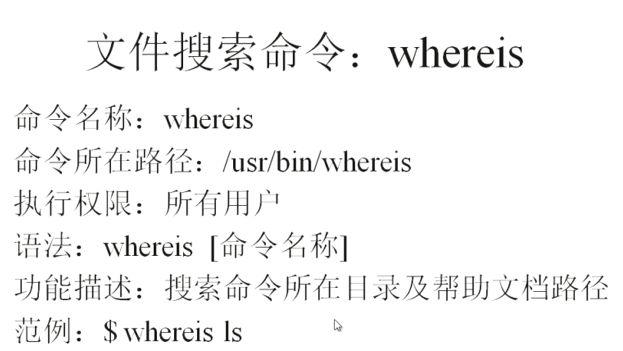 文件搜索命令：whereis
命令名称：whereis
命令所在路径：/usr/bin/whereis
执行权限：所有用户
语法：whereis [命令名称]
功能描述：搜索命令所在目录及帮助文档路径
范例：$ whereis ls